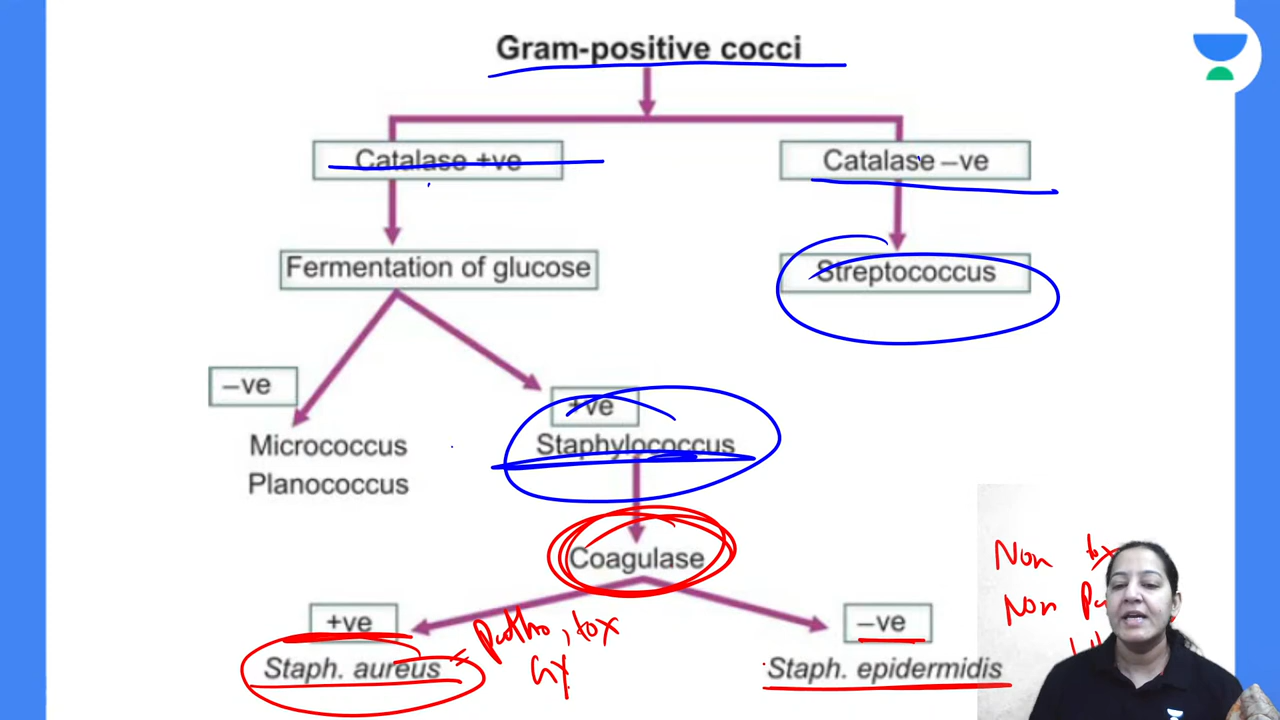 Gram-positive cocci
Catalase +ve
Catalase –ve
Fermentation of glucose
Streptococcus
–ve
+ve
Micrococcus
Planococcus
Staphylococcus
Coagulase
Non tox
Non
+ve
–ve
patho, tox
Staph. aureus =
Staph. epidermidis